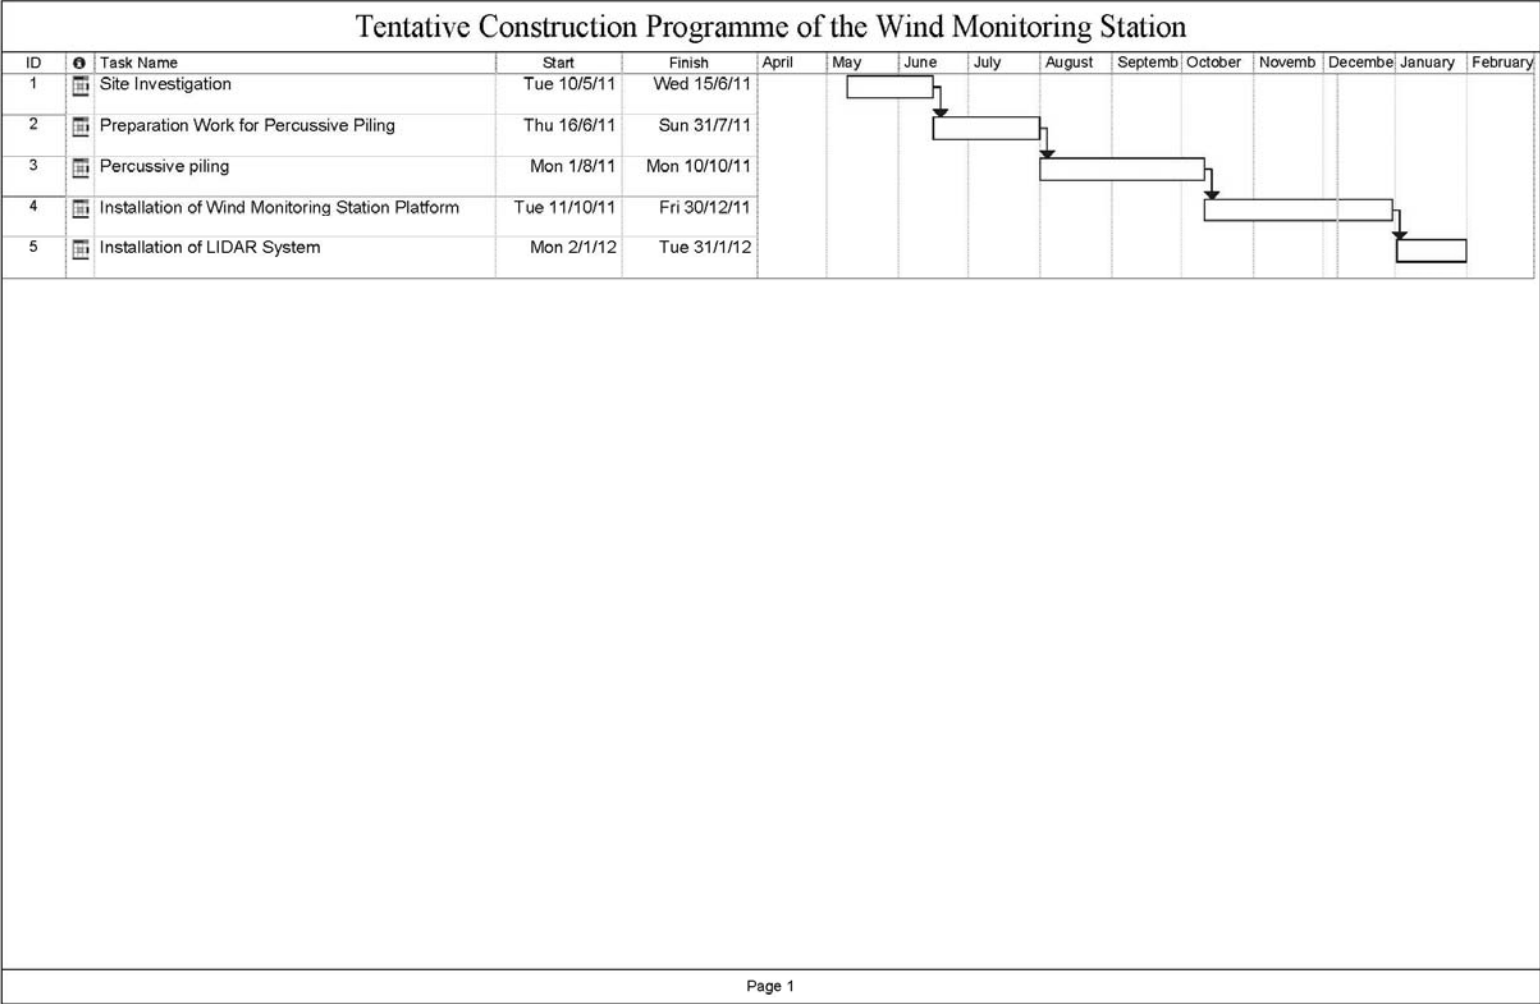 Tentative Construction Programme of the Wind Monitoring Station
ID Task Name Start Finish April May June July August Septemb October Novemb Decembe January February
1 Site Investigation Tue 10/5/11 Wed 15/6/11
2 Preparation Work for Percussive Piling Thu 16/6/11 Sun 31/7/11
3 Percussive piling Mon 1/8/11 Mon 10/10/11
4 Installation of Wind Monitoring Station Platform Tue 11/10/11 Fri 30/12/11
5 Installation of LIDAR System Mon 2/1/12 Tue 31/1/12
Page 1